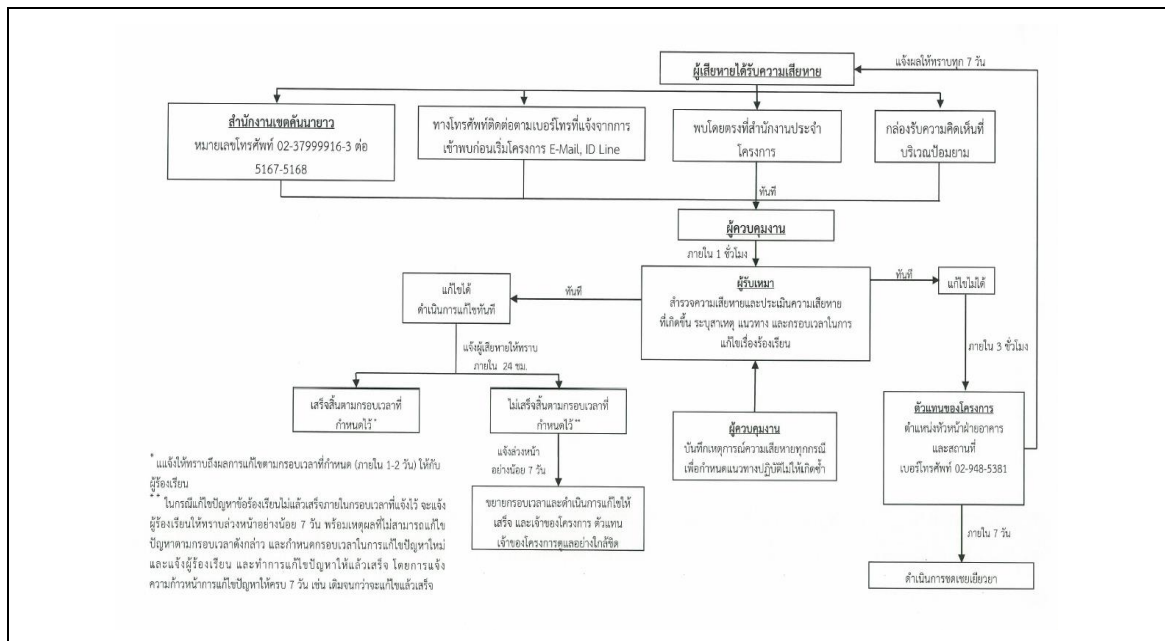 ผู้เสียหายได้รับความเสียหาย
แจ้งผลให้ทราบทุก 7 วัน
สำนักงานเขตคันนายาว
หมายเลขโทรศัพท์ 02-37999916-3 ต่อ
5167-5168
ทางโทรศัพท์ติดต่อตามเบอร์โทรที่แจ้งจากการ
เข้าพบก่อนเริ่มโครงการ E-Mail, ID Line
พบโดยตรงที่สำนักงานประจำ
โครงการ
กล่องรับความคิดเห็นที่
บริเวณป้อมยาม
ทันที
ผู้ควบคุมงาน
ภายใน 1 ชั่วโมง
ผู้รับเหมา
สำรวจความเสียหายและประเมินความเสียหาย
ที่เกิดขึ้น ระบุสาเหตุ แนวทาง และกรอบเวลาในการ
แก้ไขเรื่องร้องเรียน
ทันที
แก้ไขได้
ดำเนินการแก้ไขทันที
ทันที
แก้ไขไม่ได้
แจ้งผู้เสียหายให้ทราบ
ภายใน 24 ชม.
ภายใน 3 ชั่วโมง
เสร็จสิ้นตามกรอบเวลาที่
กำหนดไว้ *
ไม่เสร็จสิ้นตามกรอบเวลาที่
กำหนดไว้ **
ผู้ควบคุมงาน
บันทึกเหตุการณ์ความเสียหายทุกกรณี
เพื่อกำหนดแนวทางปฏิบัติไม่ให้เกิดซ้ำ
ตัวแทนของโครงการ
ตำแหน่งหัวหน้าฝ่ายอาคาร
และสถานที่
เบอร์โทรศัพท์ 02-948-5381
แจ้งล่วงหน้า
อย่างน้อย 7 วัน
ขยายกรอบเวลาและดำเนินการแก้ไขให้
เสร็จ และเจ้าของโครงการ ตัวแทน
เจ้าของโครงการดูแลอย่างใกล้ชิด
ภายใน 7 วัน
ดำเนินการชดเชยเยียวยา
* แแจ้งให้ทราบถึงผลการแก้ไขตามกรอบเวลาที่กำหนด (ภายใน 1-2 วัน) ให้กับ
ผู้ร้องเรียน
** ในกรณีแก้ไขปัญหาข้อร้องเรียนไม่แล้วเสร็จภายในกรอบเวลาที่แจ้งไว้ จะแจ้ง
ผู้ร้องเรียนให้ทราบล่วงหน้าอย่างน้อย 7 วัน พร้อมเหตุผลที่ไม่สามารถแก้ไข
ปัญหาตามกรอบเวลาดังกล่าว และกำหนดกรอบเวลาในการแก้ไขปัญหาใหม่
และแจ้งผู้ร้องเรียน และทำการแก้ไขปัญหาให้แล้วเสร็จ โดยการแจ้ง
ความก้าวหน้าการแก้ไขปัญหาให้ครบ 7 วัน เช่น เดิมจนกว่าจะแก้ไขแล้วเสร็จ